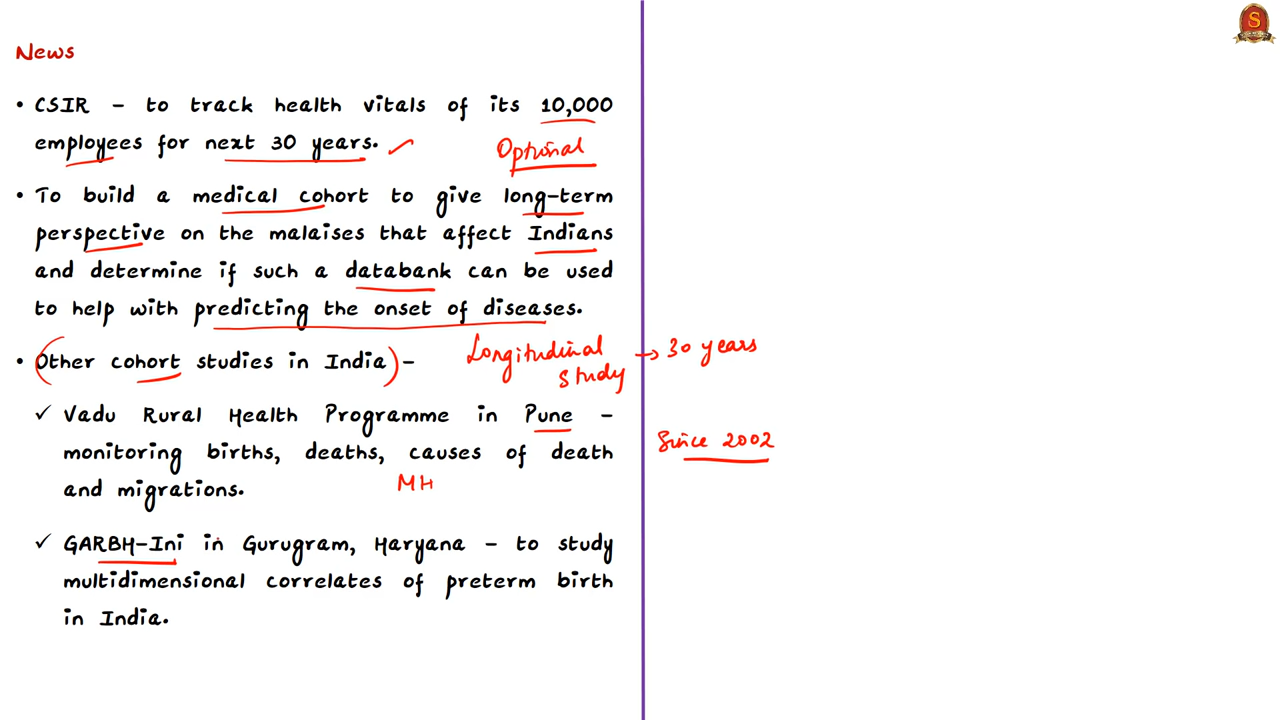 News
• CSIR – to track health vitals of its 10,000
employees for next 30 years.
Optional
• To build a medical cohort to give long-term
perspective on the malaises that affect Indians
and determine if such a databank can be used
to help with predicting the onset of diseases.
• Other cohort studies in India –
Longitudinal Study → 30 years
✓ Vadu Rural Health Programme in Pune –
monitoring births, deaths, causes of death
and migrations.
Since 2002
MH
✓ GARBH-Ini in Gurugram, Haryana – to study
multidimensional correlates of preterm birth
in India.
S